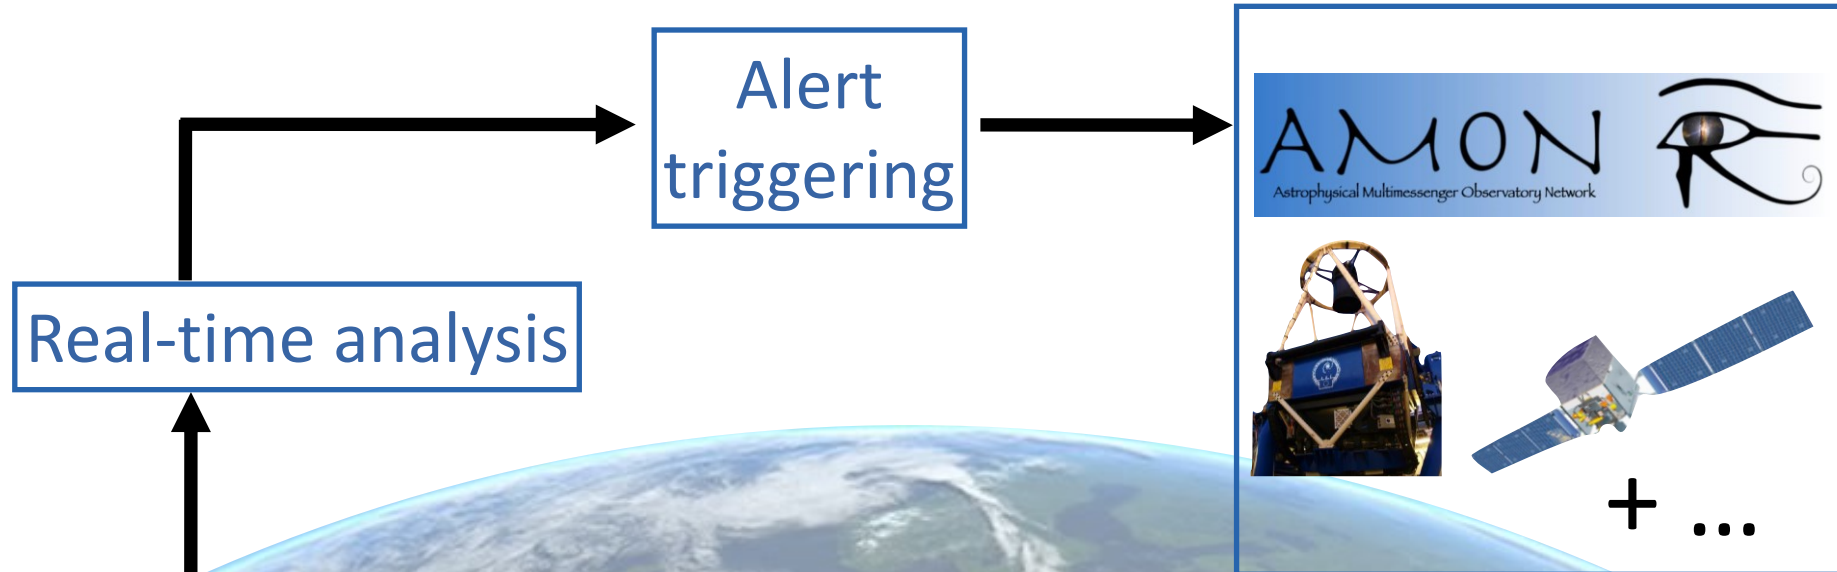 Alert
triggering
AMON
Astrophysical Multimessenger Observatory Network
Real-time analysis
+ ...